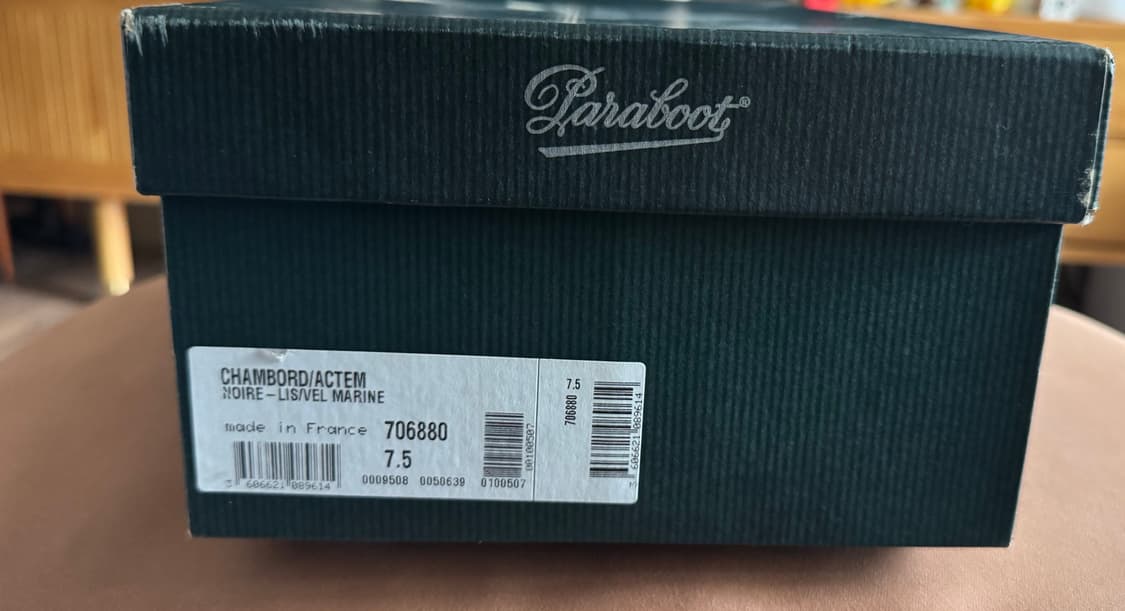 Paraboot®
CHAMBORD/ACTEM
NOIRE-LIS/VEL MARINE
made in France 706880
7.5
3 606621 089614
0009508 0050639 0100507
00100507
7.5
706880
3 606621 089614